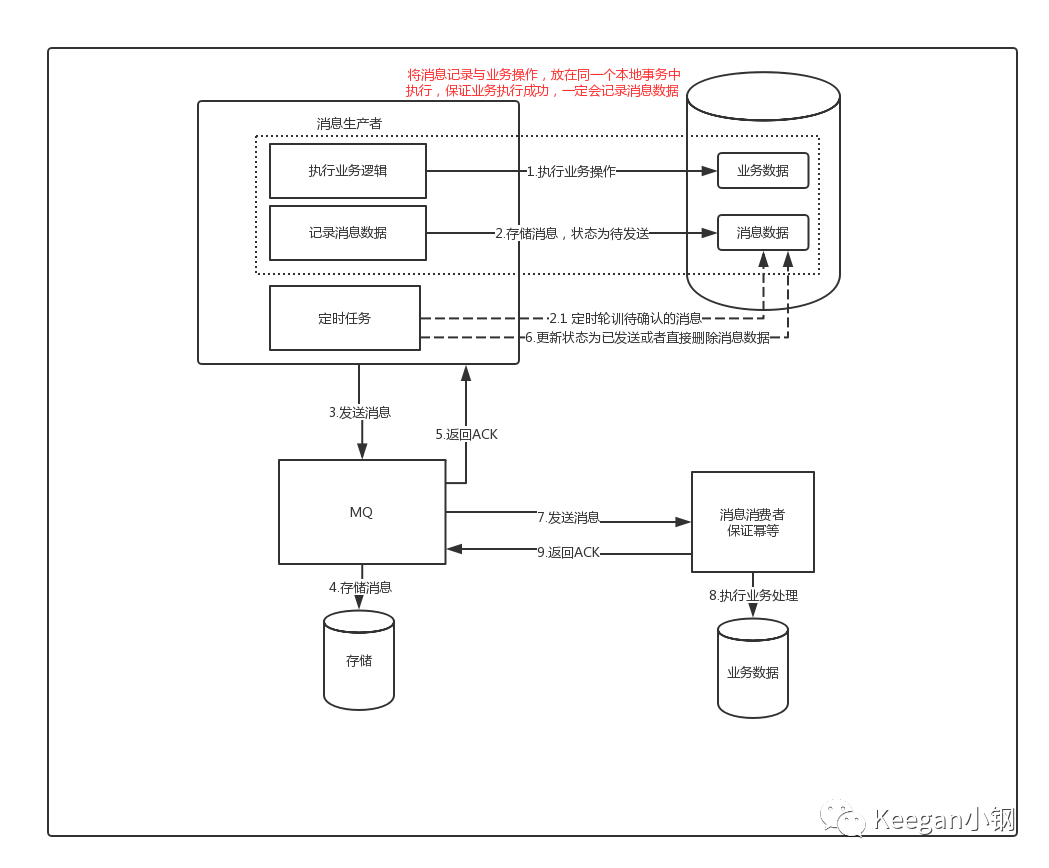 将消息记录与业务操作，放在同一个本地事务中
执行，保证业务执行成功，一定会记录消息数据
消息生产者
执行业务逻辑
1.执行业务操作
业务数据
记录消息数据
2.存储消息，状态为待发送
消息数据
定时任务
2.1 定时轮训待确认的消息
6.更新状态为已发送或者直接删除消息数据
3.发送消息
5.返回ACK
MQ
7.发送消息
消息消费者
保证幂等
9.返回ACK
4.存储消息
8.执行业务处理
存储
业务数据
Keegan小钢